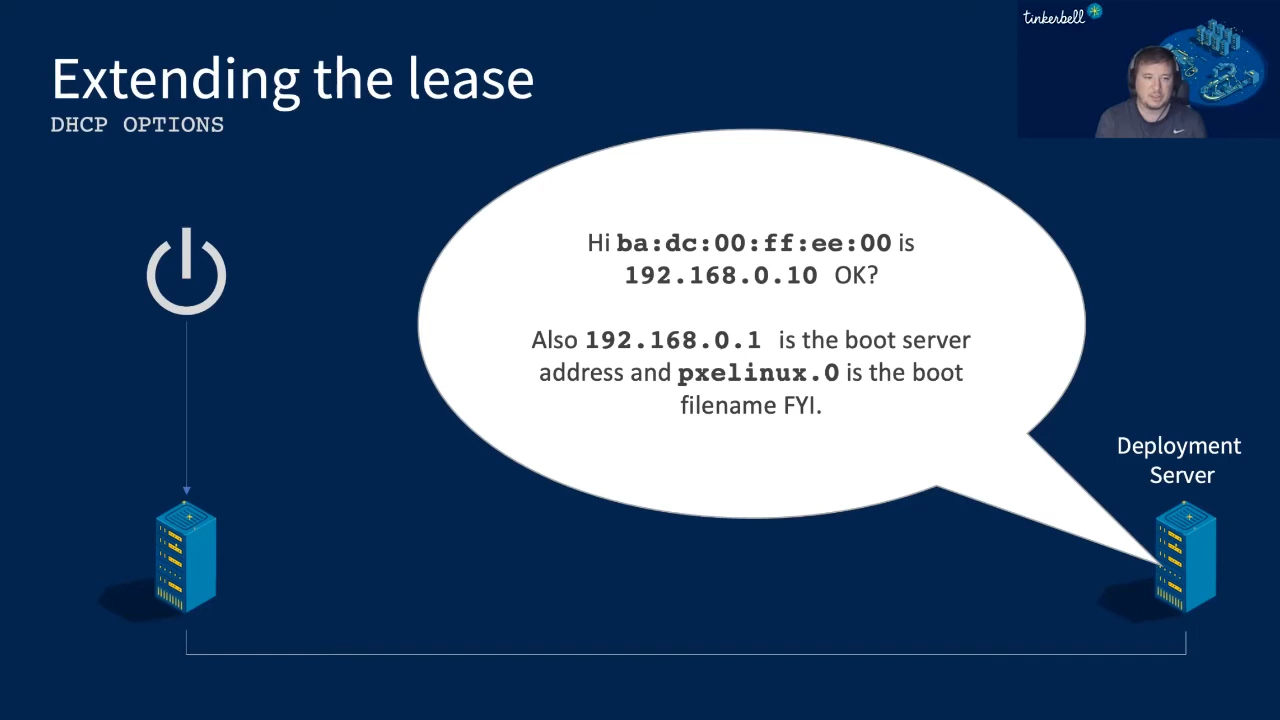 Extending the lease
DHCP OPTIONS
tinkerbell
Hi ba:dc:00:ff:ee:00 is
192.168.0.10 OK?
Also 192.168.0.1 is the boot server
address and pxelinux.0 is the boot
filename FYI.
Deployment
Server